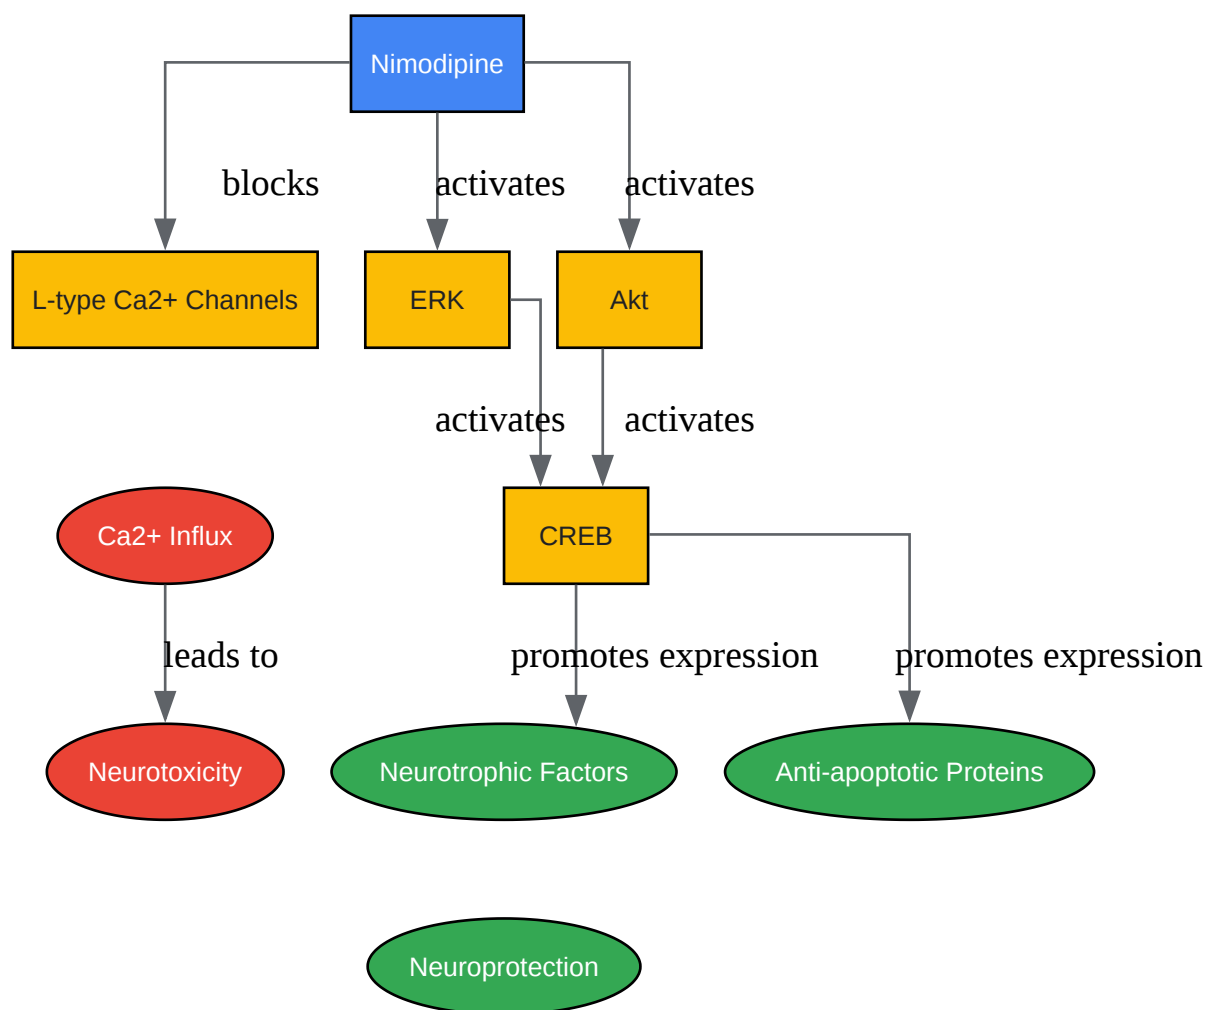 Nimodipine
blocks
activates
activates
L-type Ca2+ Channels
ERK
Akt
activates
activates
Ca2+ Influx
CREB
leads to
promotes expression
promotes expression
Neurotoxicity
Neurotrophic Factors
Anti-apoptotic Proteins
Neuroprotection